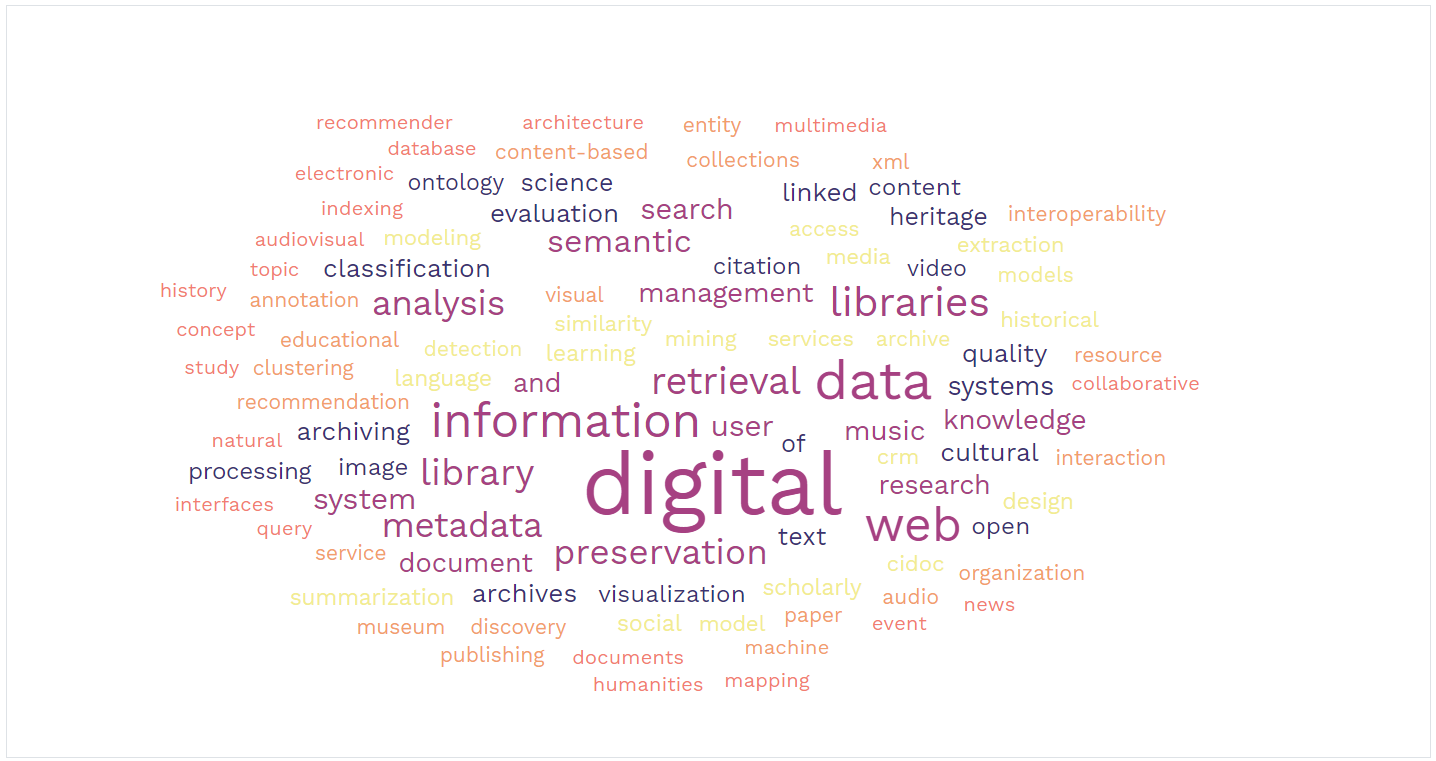 recommender architecture entity multimedia
database content-based collections xml
electronic ontology science linked content
indexing evaluation search heritage interoperability
audiovisual modeling semantic access extraction
topic classification citation media video models
history annotation analysis visual management libraries
concept similarity historical
educational detection learning mining services archive quality resource
study clustering language and retrieval data systems collaborative
recommendation information user music knowledge
natural archiving of crm cultural interaction
processing image library digital research
interfaces system metadata web design
query text open
service document preservation cidoc organization
summarization archives visualization scholarly audio news
museum discovery social model paper event
publishing documents machine
humanities mapping